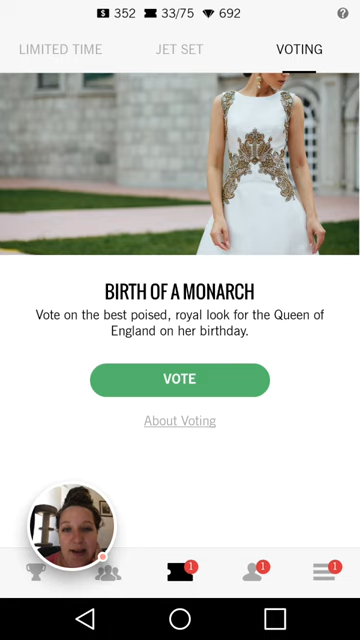 352 33/75 692 ?
LIMITED TIME JET SET VOTING
BIRTH OF A MONARCH
Vote on the best poised, royal look for the Queen of
England on her birthday.
VOTE
About Voting
1 1 1